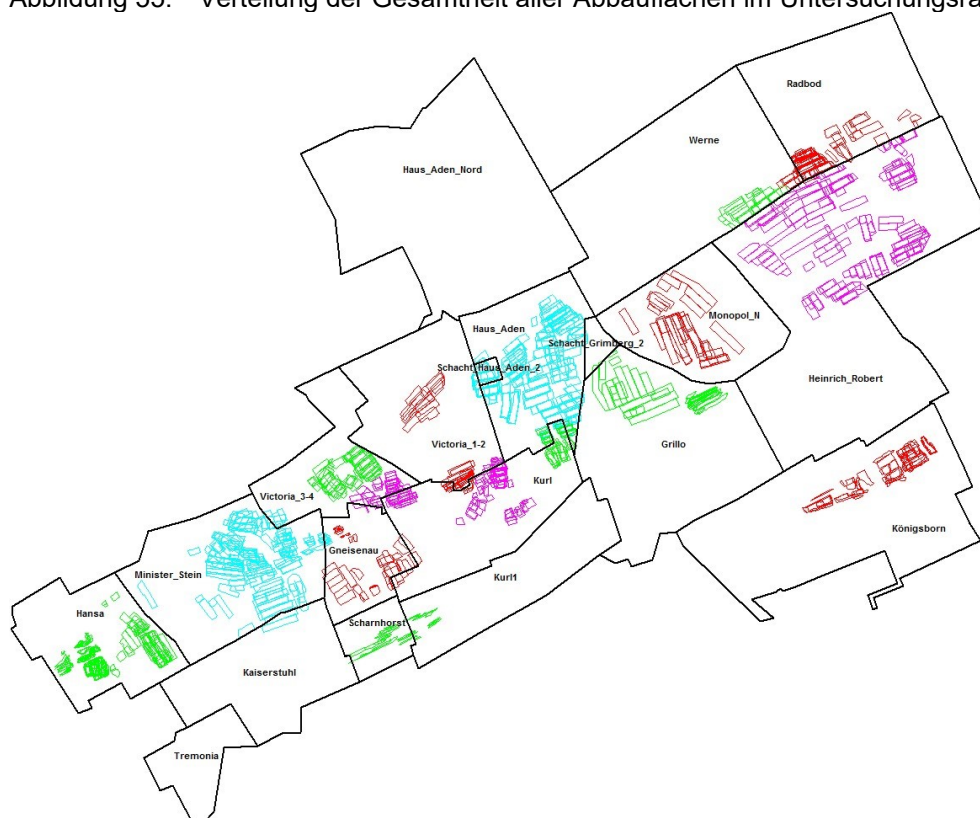 Abbildung 35. Verteilung der Gesamtheit aller Abbauflächen im Untersuchungsra
Radbod
Werne
Haus_Aden_Nord
Monopol_N
Haus_Aden
Schacht_Grimberg_2
Schacht_Haus_Aden_2
Heinrich_Robert
Victoria_1-2
Grillo
Kurl
Victoria_3-4
Königsborn
Gneisenau
Minister_Stein
Kurl1
Hansa
Scharnhorst
Kaiserstuhl
Tremonia